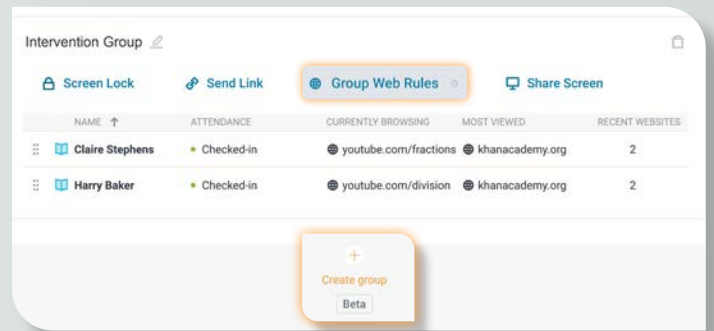 Intervention Group
Screen Lock Send Link Group Web Rules Share Screen
NAME ↑ ATTENDANCE CURRENTLY BROWSING MOST VIEWED RECENT WEBSITES
Claire Stephens Checked-in youtube.com/fractions khanacademy.org 2
Harry Baker Checked-in youtube.com/division khanacademy.org 2
Create group
Beta